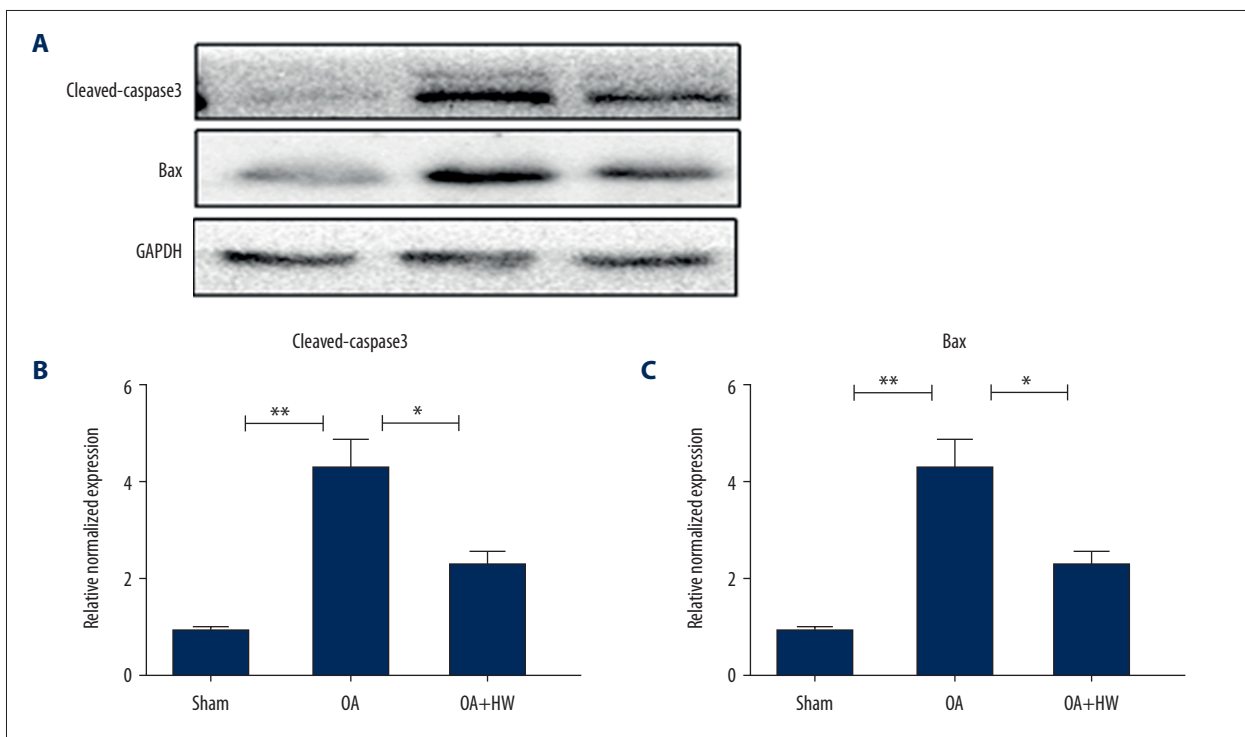 A
Cleaved-caspase3
Bax
GAPDH
Cleaved-caspase3
B
Relative normalized expression
6
4
2
0
**
*
Sham OA OA+HW
Bax
C
Relative normalized expression
6
4
2
0
**
*
Sham OA OA+HW